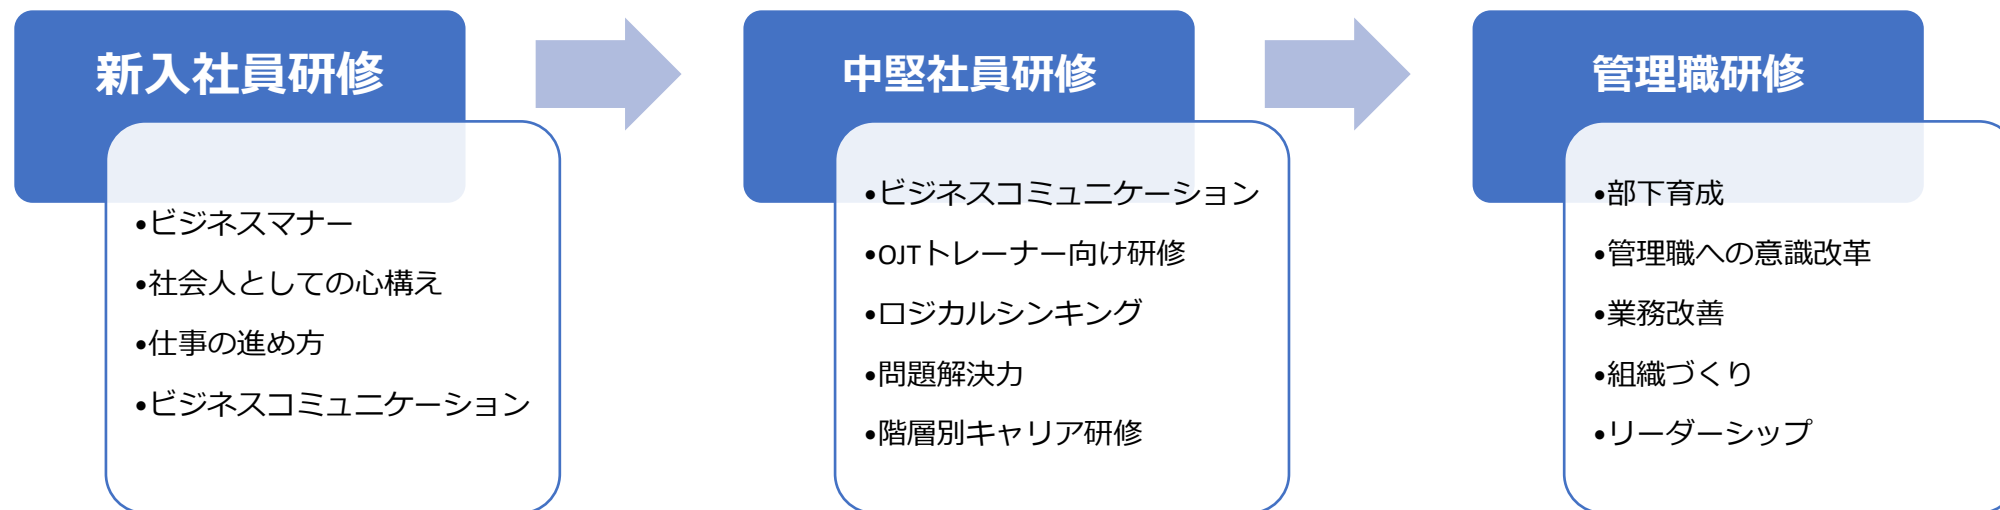 新入社員研修
•ビジネスマナー
•社会人としての心構え
•仕事の進め方
•ビジネスコミュニケーション
中堅社員研修
•ビジネスコミュニケーション
•OJTトレーナー向け研修
•ロジカルシンキング
•問題解決力
•階層別キャリア研修
管理職研修
•部下育成
•管理職への意識改革
•業務改善
•組織づくり
•リーダーシップ